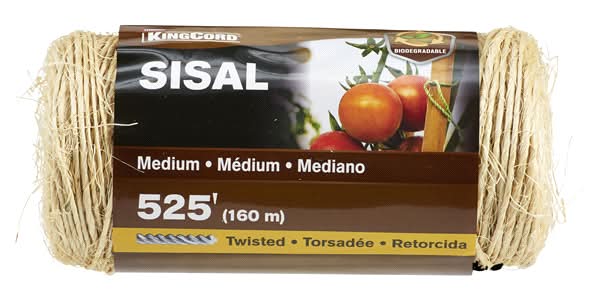 KINGCORD
BIODEGRADABLE
SISAL
Medium • Médium • Mediano
525' (160 m)
Twisted • Torsadée • Retorcida